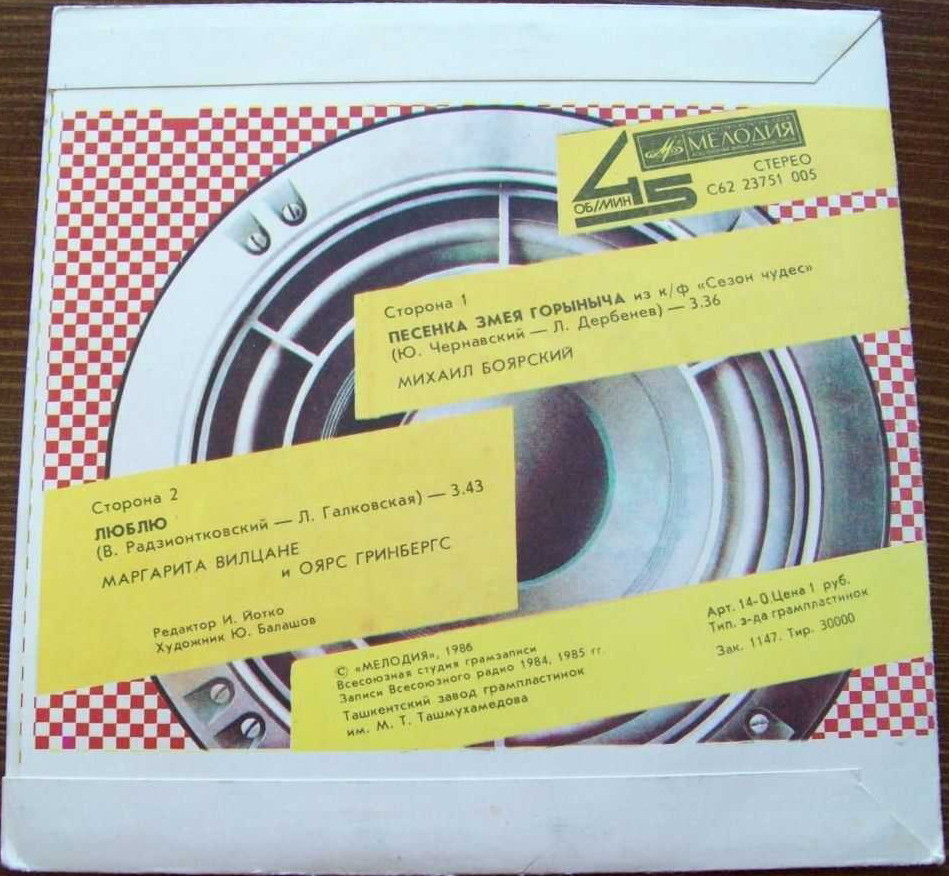 МЕЛОДИЯ
45
ОБ/МИН
СТЕРЕО
С62 23751 005
Сторона 1
ПЕСЕНКА ЗМЕЯ ГОРЫНЫЧА из к/ф «Сезон чудес»
(Ю. Чернавский — Л. Дербенев) — 3.36
МИХАИЛ БОЯРСКИЙ
Сторона 2
ЛЮБЛЮ
(В. Радзионтковский — Л. Галковская) — 3.43
МАРГАРИТА ВИЛЦАНЕ
и ОЯРС ГРИНБЕРГС
Редактор И. Йотко
Художник Ю. Балашов
© «МЕЛОДИЯ», 1986
Всесоюзная студия грамзаписи
Записи Всесоюзного радио 1984, 1985 гг.
Ташкентский завод грампластинок
им. М. Т. Ташмухамедова
Арт. 14-0.Цена 1 руб.
Тип. з-да грампластинок
Зак. 1147. Тир. 30000